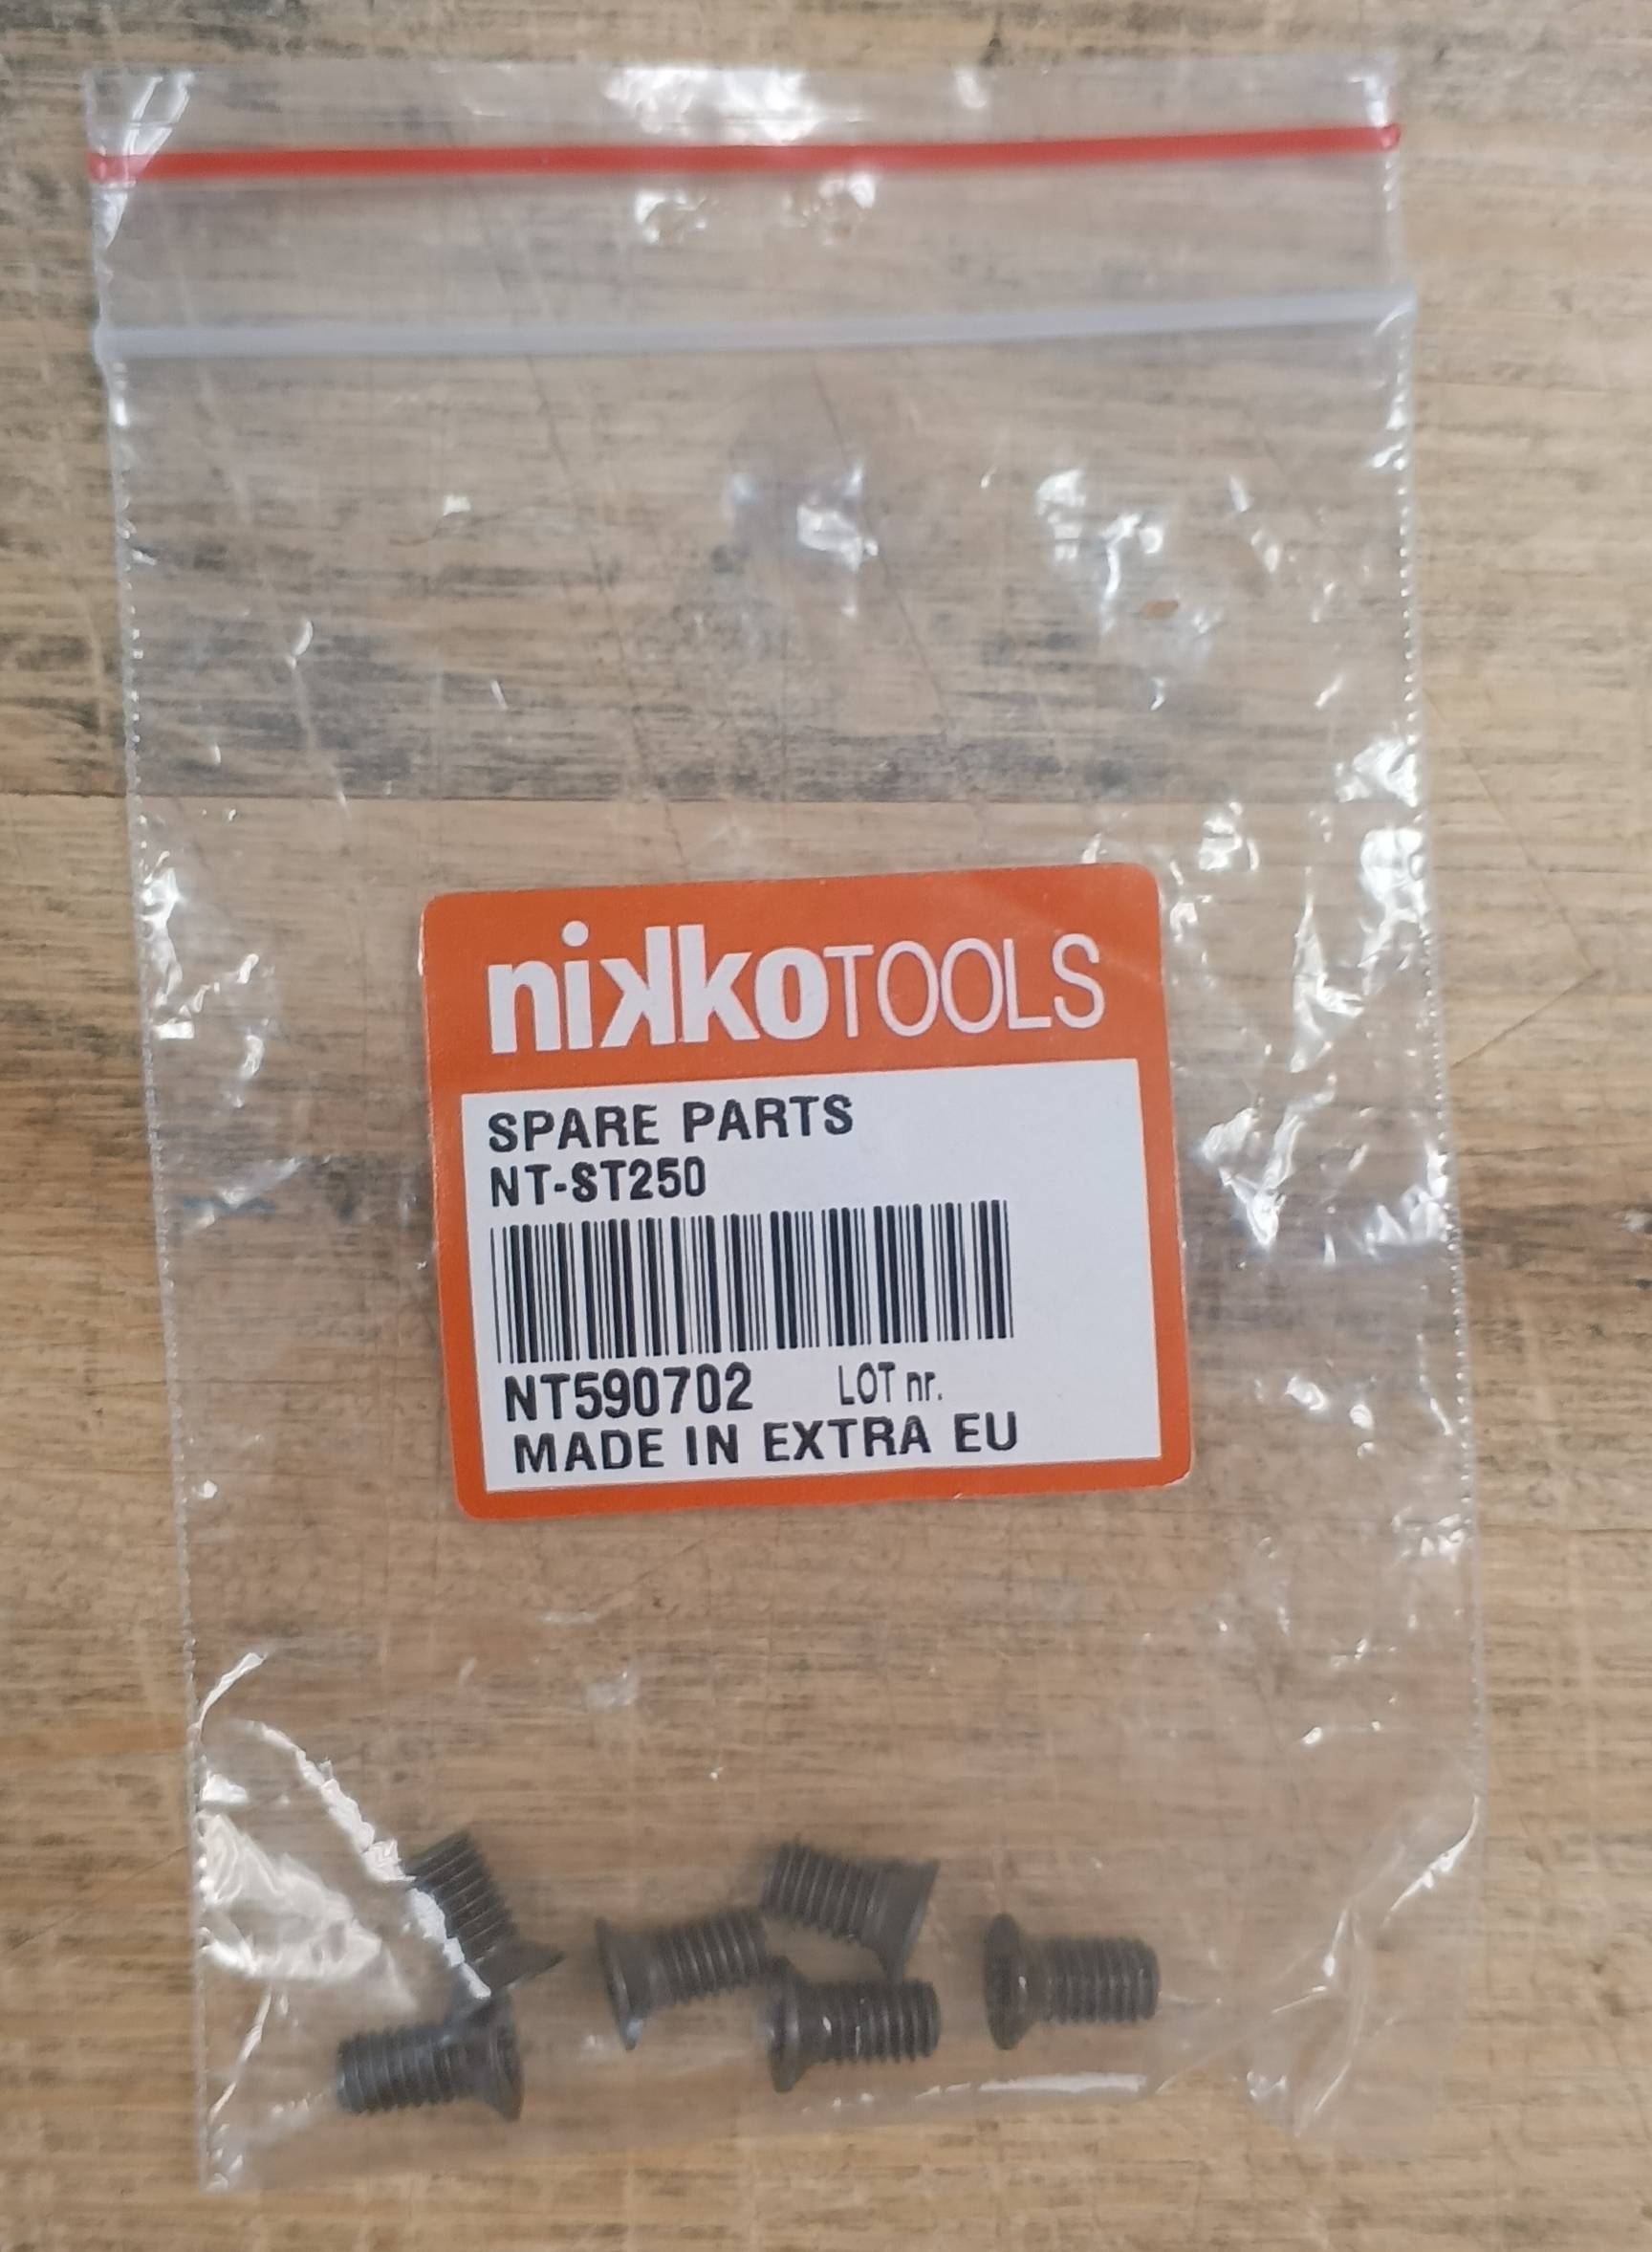 nikkoTOOLS
SPARE PARTS
NT-ST250
NT590702 LOT nr.
MADE IN EXTRA EU